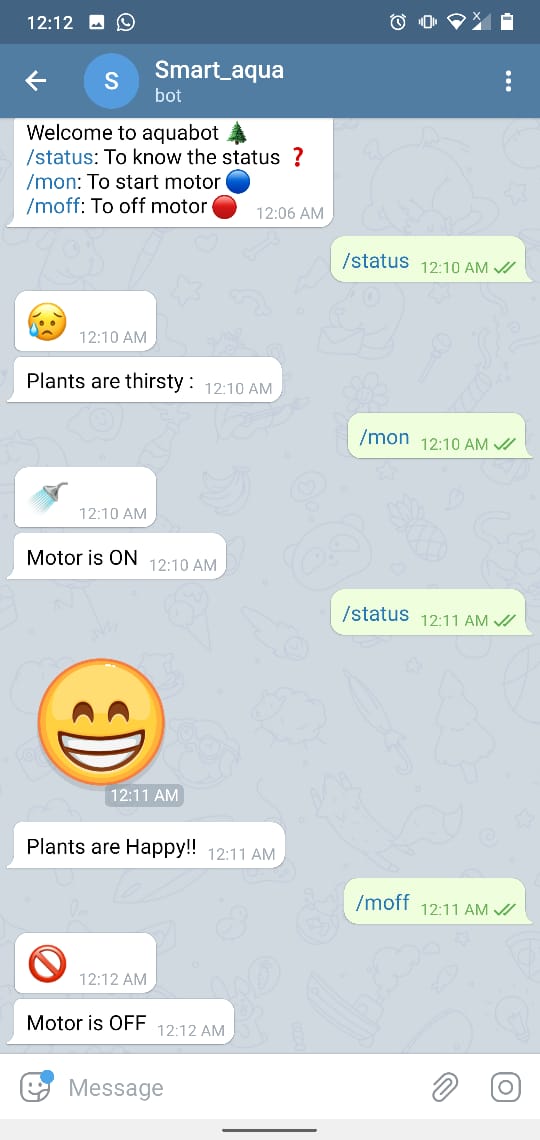 12:12
S
Smart_aqua
bot
Welcome to aquabot 🌲
/status: To know the status ❓
/mon: To start motor 🔵
/moff: To off motor 🔴 12:06 AM
/status 12:10 AM
😥 12:10 AM
Plants are thirsty : 12:10 AM
/mon 12:10 AM
🚿 12:10 AM
Motor is ON 12:10 AM
/status 12:11 AM
😁
12:11 AM
Plants are Happy!! 12:11 AM
/moff 12:11 AM
🚫 12:12 AM
Motor is OFF 12:12 AM
Message